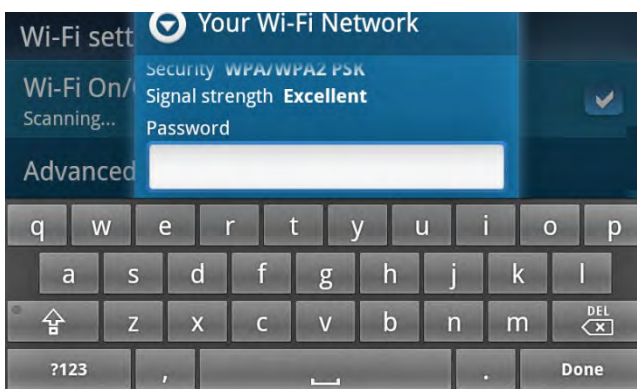 Wi-Fi sett
Your Wi-Fi Network
Security WPA/WPA2 PSK
Wi-Fi On/
Signal strength Excellent
Scanning...
Password
Advanced
q w e r t y u i o p
a s d f g h j k l
z x c v b n m DEL
?123 , . Done